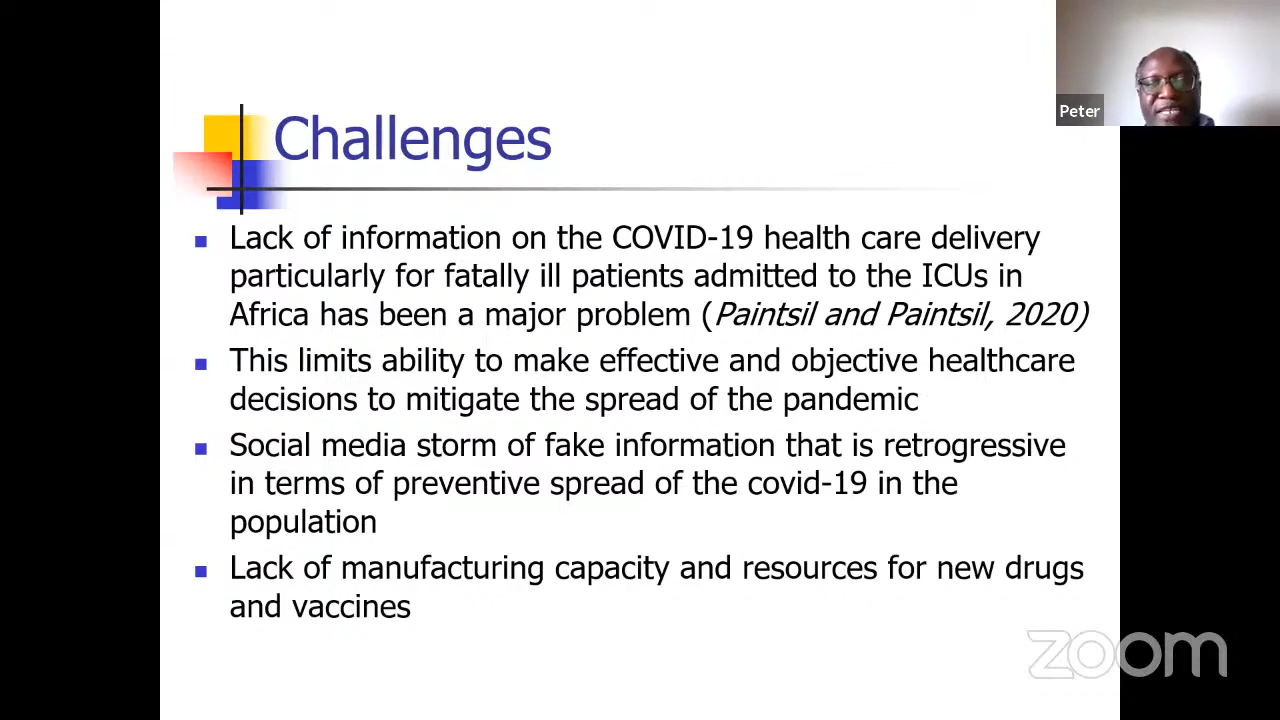 Peter
Challenges
Lack of information on the COVID-19 health care delivery
particularly for fatally ill patients admitted to the ICUs in
Africa has been a major problem (Paintsil and Paintsil, 2020)
This limits ability to make effective and objective healthcare
decisions to mitigate the spread of the pandemic
Social media storm of fake information that is retrogressive
in terms of preventive spread of the covid-19 in the
population
Lack of manufacturing capacity and resources for new drugs
and vaccines
zoom